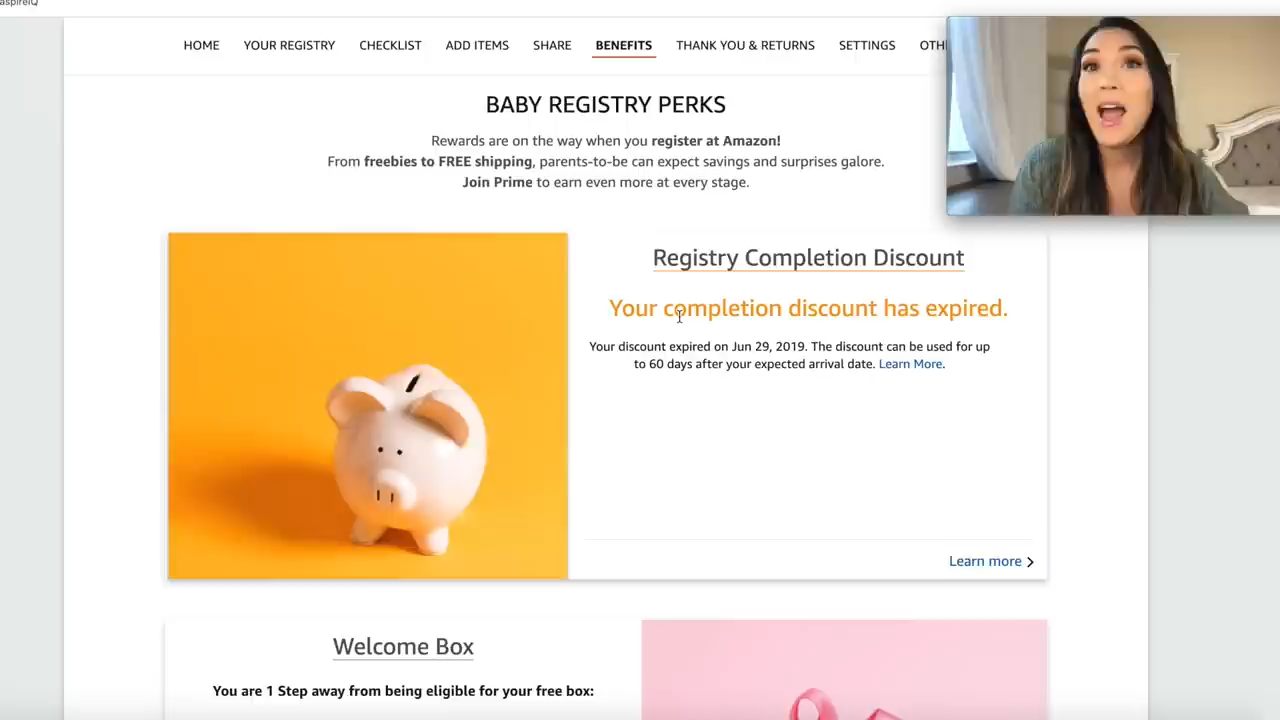 aspireIQ
HOME YOUR REGISTRY CHECKLIST ADD ITEMS SHARE BENEFITS THANK YOU & RETURNS SETTINGS OTH
BABY REGISTRY PERKS
Rewards are on the way when you register at Amazon!
From freebies to FREE shipping, parents-to-be can expect savings and surprises galore.
Join Prime to earn even more at every stage.
Registry Completion Discount
Your completion discount has expired.
Your discount expired on Jun 29, 2019. The discount can be used for up
to 60 days after your expected arrival date. Learn More.
Learn more
Welcome Box
You are 1 Step away from being eligible for your free box: